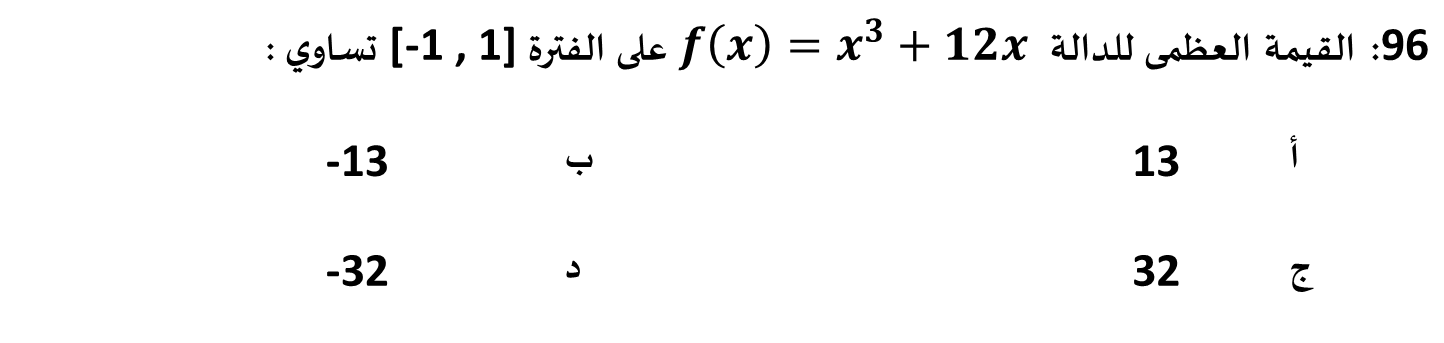 96: القيمة العظمى للدالة f(x) = x³ + 12x على الفترة [-1 , 1] تساوي :
أ 13 ب -13
ج 32 د -32